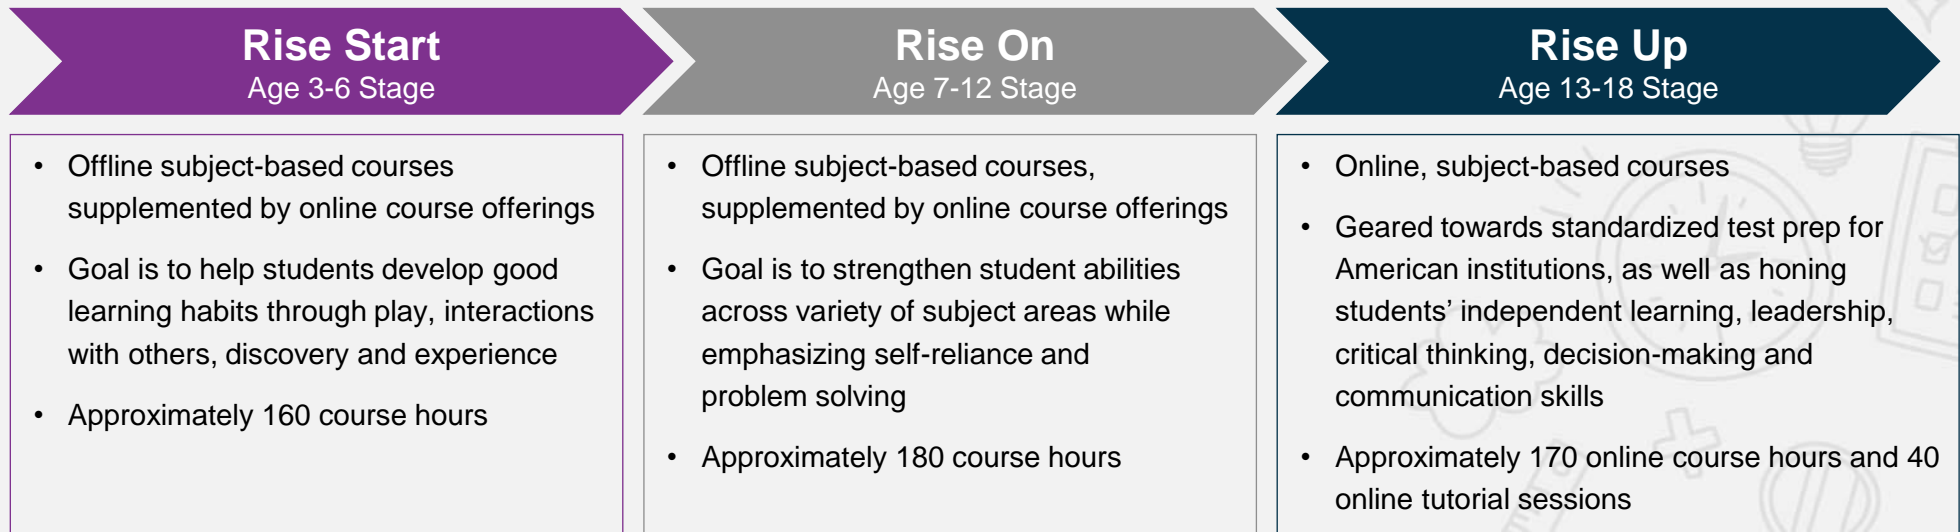 Rise Start
Age 3-6 Stage
• Offline subject-based courses
supplemented by online course offerings
• Goal is to help students develop good
learning habits through play, interactions
with others, discovery and experience
• Approximately 160 course hours
Rise On
Age 7-12 Stage
• Offline subject-based courses,
supplemented by online course offerings
• Goal is to strengthen student abilities
across variety of subject areas while
emphasizing self-reliance and
problem solving
• Approximately 180 course hours
Rise Up
Age 13-18 Stage
• Online, subject-based courses
• Geared towards standardized test prep for
American institutions, as well as honing
students’ independent learning, leadership,
critical thinking, decision-making and
communication skills
• Approximately 170 online course hours and 40
online tutorial sessions